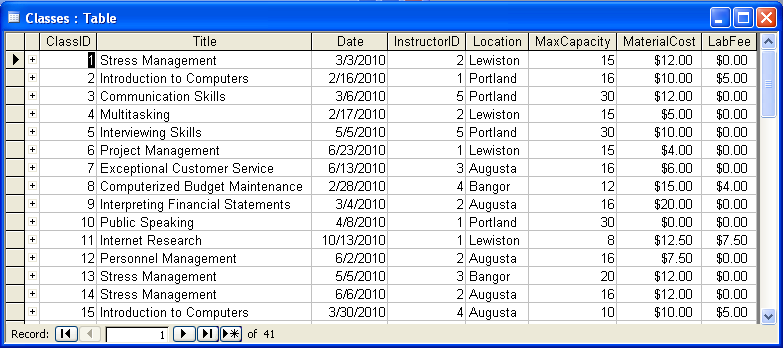 Classes : Table
ClassID Title Date InstructorID Location MaxCapacity MaterialCost LabFee
+ 1 Stress Management 3/3/2010 2 Lewiston 15 $12.00 $0.00
+ 2 Introduction to Computers 2/16/2010 1 Portland 16 $10.00 $5.00
+ 3 Communication Skills 3/6/2010 5 Portland 30 $12.00 $0.00
+ 4 Multitasking 2/17/2010 2 Lewiston 15 $5.00 $0.00
+ 5 Interviewing Skills 5/5/2010 5 Portland 30 $10.00 $0.00
+ 6 Project Management 6/23/2010 1 Lewiston 15 $4.00 $0.00
+ 7 Exceptional Customer Service 6/13/2010 3 Augusta 16 $6.00 $0.00
+ 8 Computerized Budget Maintenance 2/28/2010 4 Bangor 12 $15.00 $4.00
+ 9 Interpreting Financial Statements 3/4/2010 2 Augusta 16 $20.00 $0.00
+ 10 Public Speaking 4/8/2010 1 Portland 30 $0.00 $0.00
+ 11 Internet Research 10/13/2010 1 Lewiston 8 $12.50 $7.50
+ 12 Personnel Management 6/2/2010 2 Augusta 16 $7.50 $0.00
+ 13 Stress Management 5/5/2010 3 Bangor 20 $12.00 $0.00
+ 14 Stress Management 6/6/2010 2 Augusta 16 $12.00 $0.00
+ 15 Introduction to Computers 3/30/2010 4 Augusta 10 $10.00 $5.00
Record: 1 of 41